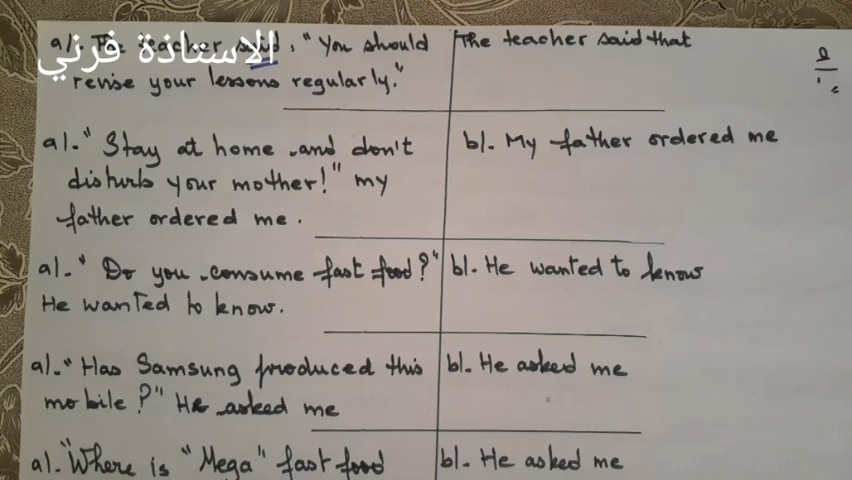 الاستاذة فرني
a/. The teacher said: "You should
revise your lessons regularly."
The teacher said that
a/. "Stay at home and don't
disturb your mother!" my
father ordered me.
b/. My father ordered me
a/. "Do you consume fast food?"
He wanted to know.
b/. He wanted to know
a/. "Has Samsung produced this
mobile?" He asked me
b/. He asked me
a/. "Where is "Mega" fast food
b/. He asked me